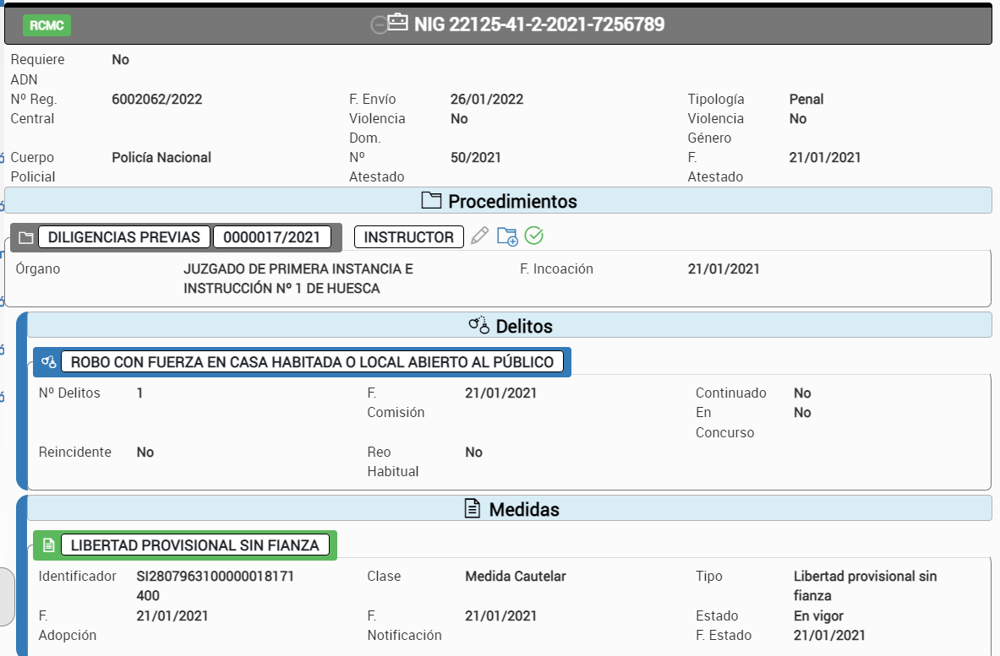 RCMC NIG 22125-41-2-2021-7256789
Requiere No
ADN
Nº Reg. 6002062/2022 F. Envío 26/01/2022 Tipología Penal
Central Violencia No Violencia No
Dom. Género
Cuerpo Policía Nacional Nº 50/2021 F. 21/01/2021
Policial Atestado Atestado
Procedimientos
DILIGENCIAS PREVIAS 0000017/2021 INSTRUCTOR
Órgano JUZGADO DE PRIMERA INSTANCIA E F. Incoación 21/01/2021
INSTRUCCIÓN Nº 1 DE HUESCA
Delitos
ROBO CON FUERZA EN CASA HABITADA O LOCAL ABIERTO AL PÚBLICO
Nº Delitos 1 F. 21/01/2021 Continuado No
Comisión En No
Concurso
Reincidente No Reo No
Habitual
Medidas
LIBERTAD PROVISIONAL SIN FIANZA
Identificador SI2807963100000018171 Clase Medida Cautelar Tipo Libertad provisional sin
400 fianza
F. 21/01/2021 F. 21/01/2021 Estado En vigor
Adopción Notificación F. Estado 21/01/2021